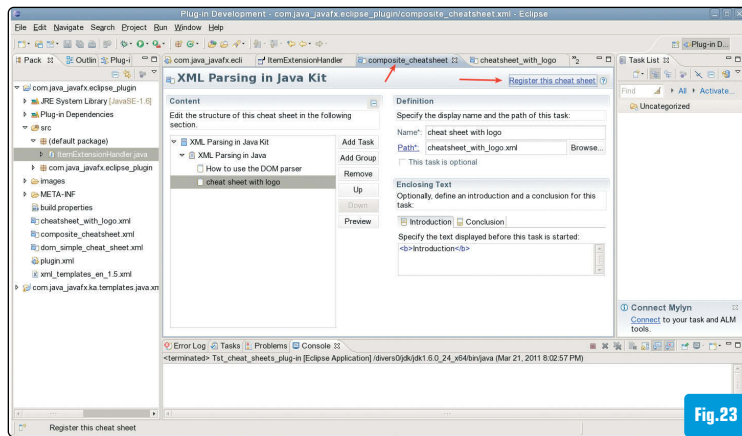 Plug-in Development - com.java_javafx.eclipse_plugin/composite_cheatsheet.xml - Eclipse
File Edit Navigate Search Project Run Window Help
Plug-in D...
Pack Outlin Plug-i
com.java_javafx.ecli ItemExtensionHandler composite_cheatsheet cheatsheet_with_logo »2
Task List
com.java_javafx.eclipse_plugin
JRE System Library [JavaSE-1.6]
Plug-in Dependencies
src
(default package)
ItemExtensionHandler.java
com.java_javafx.eclipse_plugin
images
META-INF
build.properties
cheatsheet_with_logo.xml
composite_cheatsheet.xml
dom_simple_cheat_sheet.xml
plugin.xml
xml_templates_en_1.5.xml
com.java_javafx.ka.templates.java.xm
XML Parsing in Java Kit
Register this cheat sheet
Content
Edit the structure of this cheat sheet in the following
section.
XML Parsing in Java Kit
XML Parsing in Java
How to use the DOM parser
cheat sheet with logo
Add Task
Add Group
Remove
Up
Down
Preview
Definition
Specify the display name and the path of this task:
Name*: cheat sheet with logo
Path*: cheatsheet_with_logo.xml Browse...
This task is optional
Enclosing Text
Optionally, define an introduction and a conclusion for this
task:
Introduction Conclusion
Specify the text displayed before this task is started:
<b>Introduction</b>
Find All Activate...
Uncategorized
Connect Mylyn
Connect to your task and ALM
tools.
Error Log Tasks Problems Console
<terminated> Tst_cheat_sheets_plug-in [Eclipse Application] /divers0/jdk/jdk1.6.0_24_x64/bin/java (Mar 21, 2011 8:02:57 PM)
Register this cheat sheet
Fig.23